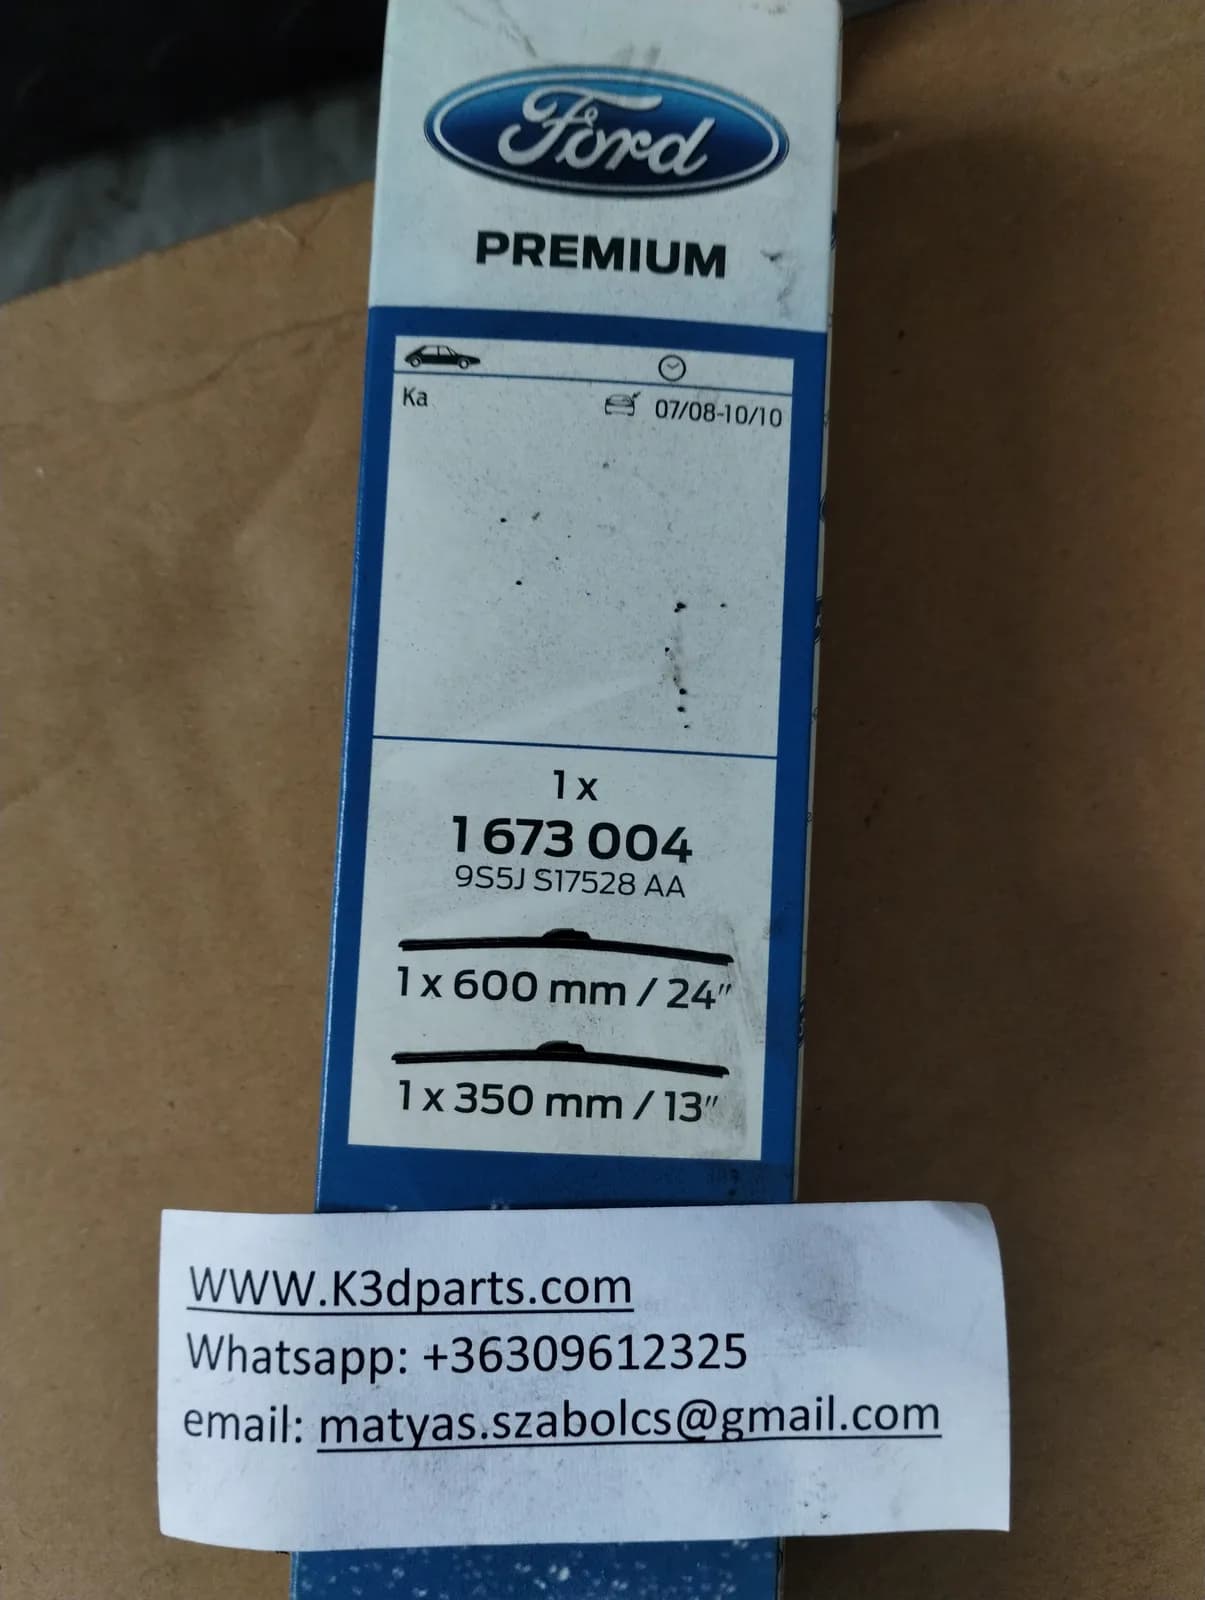 Ford
PREMIUM
Ka 07/08-10/10
1 x
1 673 004
9S5J S17528 AA
1 x 600 mm / 24"
1 x 350 mm / 13"
WWW.K3dparts.com
Whatsapp: +36309612325
email: matyas.szabolcs@gmail.com